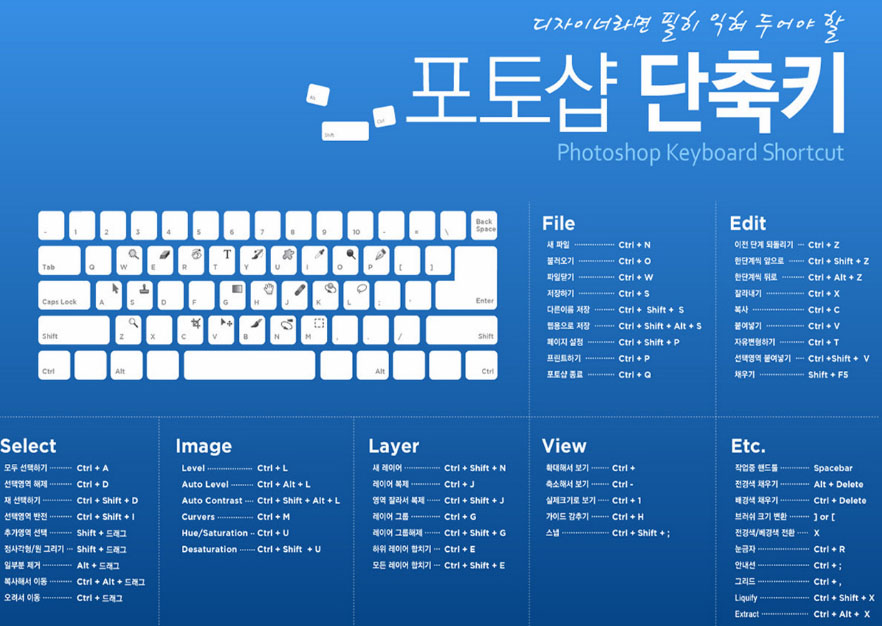 디자이너라면 필히 익혀 두어야 할
포토샵 단축키
Photoshop Keyboard Shortcut
Alt
Ctrl
Shift
~ 1 2 3 4 5 6 7 8 9 10 - = \ Back Space
Tab Q W E R T Y U I O P [ ]
Caps Lock A S D F G H J K L ; ' Enter
Shift Z X C V B N M , . / Shift
Ctrl Alt Alt Ctrl
File
새 파일 Ctrl + N
불러오기 Ctrl + O
파일닫기 Ctrl + W
저장하기 Ctrl + S
다른이름 저장 Ctrl + Shift + S
웹용으로 저장 Ctrl + Shift + Alt + S
페이지 설정 Ctrl + Shift + P
프린트하기 Ctrl + P
포토샵 종료 Ctrl + Q
Edit
이전 단계 되돌리기 Ctrl + Z
한단계씩 앞으로 Ctrl + Shift + Z
한단계씩 뒤로 Ctrl + Alt + Z
잘라내기 Ctrl + X
복사 Ctrl + C
붙여넣기 Ctrl + V
자유변형하기 Ctrl + T
선택영역 붙여넣기 Ctrl +Shift + V
채우기 Shift + F5
Select
모두 선택하기 Ctrl + A
선택영역 해제 Ctrl + D
재 선택하기 Ctrl + Shift + D
선택영역 반전 Ctrl + Shift + I
추가영역 선택 Shift + 드래그
정사각형/원 그리기 Shift + 드래그
일부분 제거 Alt + 드래그
복사해서 이동 Ctrl + Alt + 드래그
오려서 이동 Ctrl + 드래그
Image
Level Ctrl + L
Auto Level Ctrl + Alt + L
Auto Contrast Ctrl + Shift + Alt + L
Curvers Ctrl + M
Hue/Saturation Ctrl + U
Desaturation Ctrl + Shift + U
Layer
새 레이어 Ctrl + Shift + N
레이어 복제 Ctrl + J
영역 잘라서 복제 Ctrl + Shift + J
레이어 그룹 Ctrl + G
레이어 그룹해제 Ctrl + Shift + G
하위 레이어 합치기 Ctrl + E
모든 레이어 합치기 Ctrl + Shift + E
View
확대해서 보기 Ctrl +
축소해서 보기 Ctrl -
실제크기로 보기 Ctrl + 1
가이드 감추기 Ctrl + H
스냅 Ctrl + Shift + ;
Etc.
작업중 핸드툴 Spacebar
전경색 채우기 Alt + Delete
배경색 채우기 Ctrl + Delete
브러쉬 크기 변환 ] or [
전경색/배경색 전환 X
눈금자 Ctrl + R
안내선 Ctrl + ;
그리드 Ctrl + ,
Liquify Ctrl + Shift + X
Extract Ctrl + Alt + X